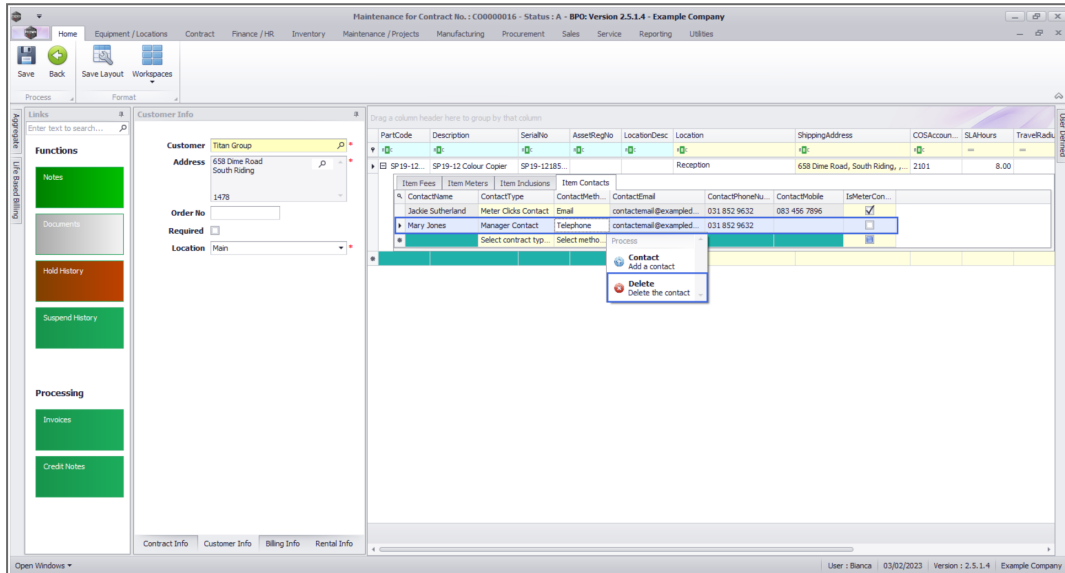 Maintenance for Contract No. : CO0000016 - Status : A - BPO: Version 2.5.1.4 - Example Company
Home Equipment / Locations Contract Finance / HR Inventory Maintenance / Projects Manufacturing Procurement Sales Service Reporting Utilities
Save Back Save Layout Workspaces
Process Format
Aggregate
Life Based Billing
Links
Enter text to search...
Functions
Notes
Documents
Hold History
Suspend History
Processing
Invoices
Credit Notes
Customer Info
Customer Titan Group *
Address 658 Dime Road *
South Riding
1478
Order No
Required
Location Main *
Contract Info Customer Info Billing Info Rental Info
Drag a column header here to group by that column
PartCode Description SerialNo AssetRegNo LocationDesc Location ShippingAddress COSAccoun... SLAHours TravelRadiu
SP19-12... SP19-12 Colour Copier SP19-12185... Reception 658 Dime Road, South Riding, ,... 2101 8.00
Item Fees Item Meters Item Inclusions Item Contacts
ContactName ContactType ContactMeth... ContactEmail ContactPhoneNu... ContactMobile IsMeterCon...
Jackie Sutherland Meter Clicks Contact Email contactemail@exampled... 031 852 9632 083 456 7896
Mary Jones Manager Contact Telephone contactemail@exampled... 031 852 9632
Select contract typ... Select metho...
Process
Contact
Add a contact
Delete
Delete the contact
User Defined
Open Windows User : Bianca 03/02/2023 Version : 2.5.1.4 Example Company